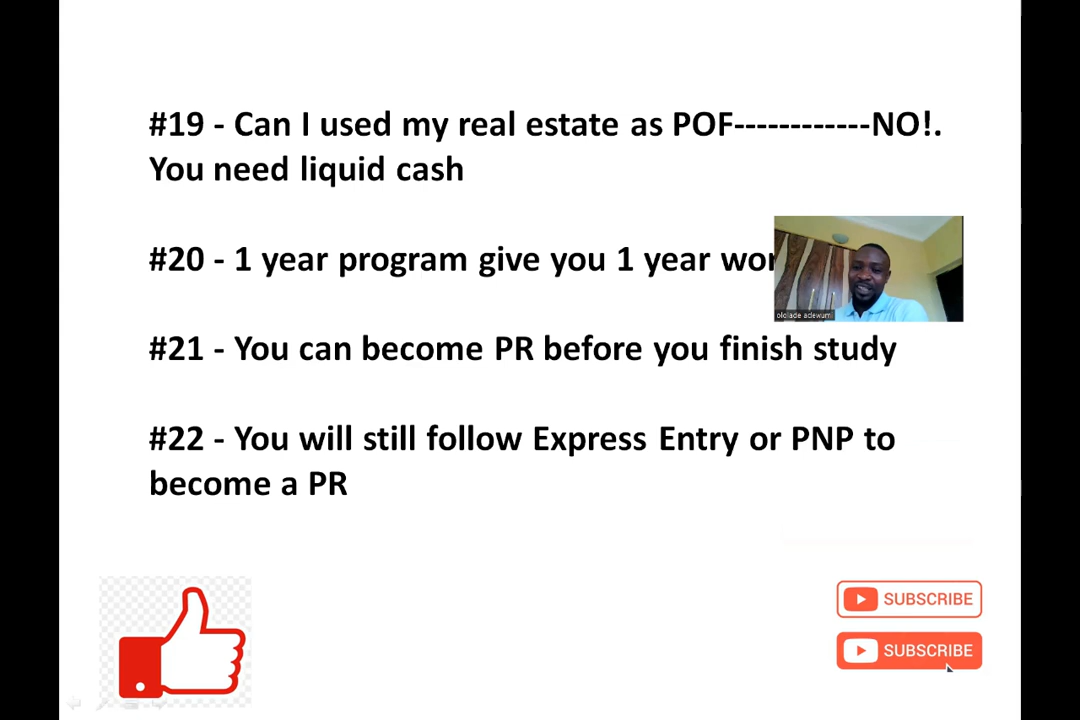 #19 - Can I used my real estate as POF------------NO!.
You need liquid cash
#20 - 1 year program give you 1 year
ololade adewumi
#21 - You can become PR before you finish study
#22 - You will still follow Express Entry or PNP to
become a PR
SUBSCRIBE
SUBSCRIBE